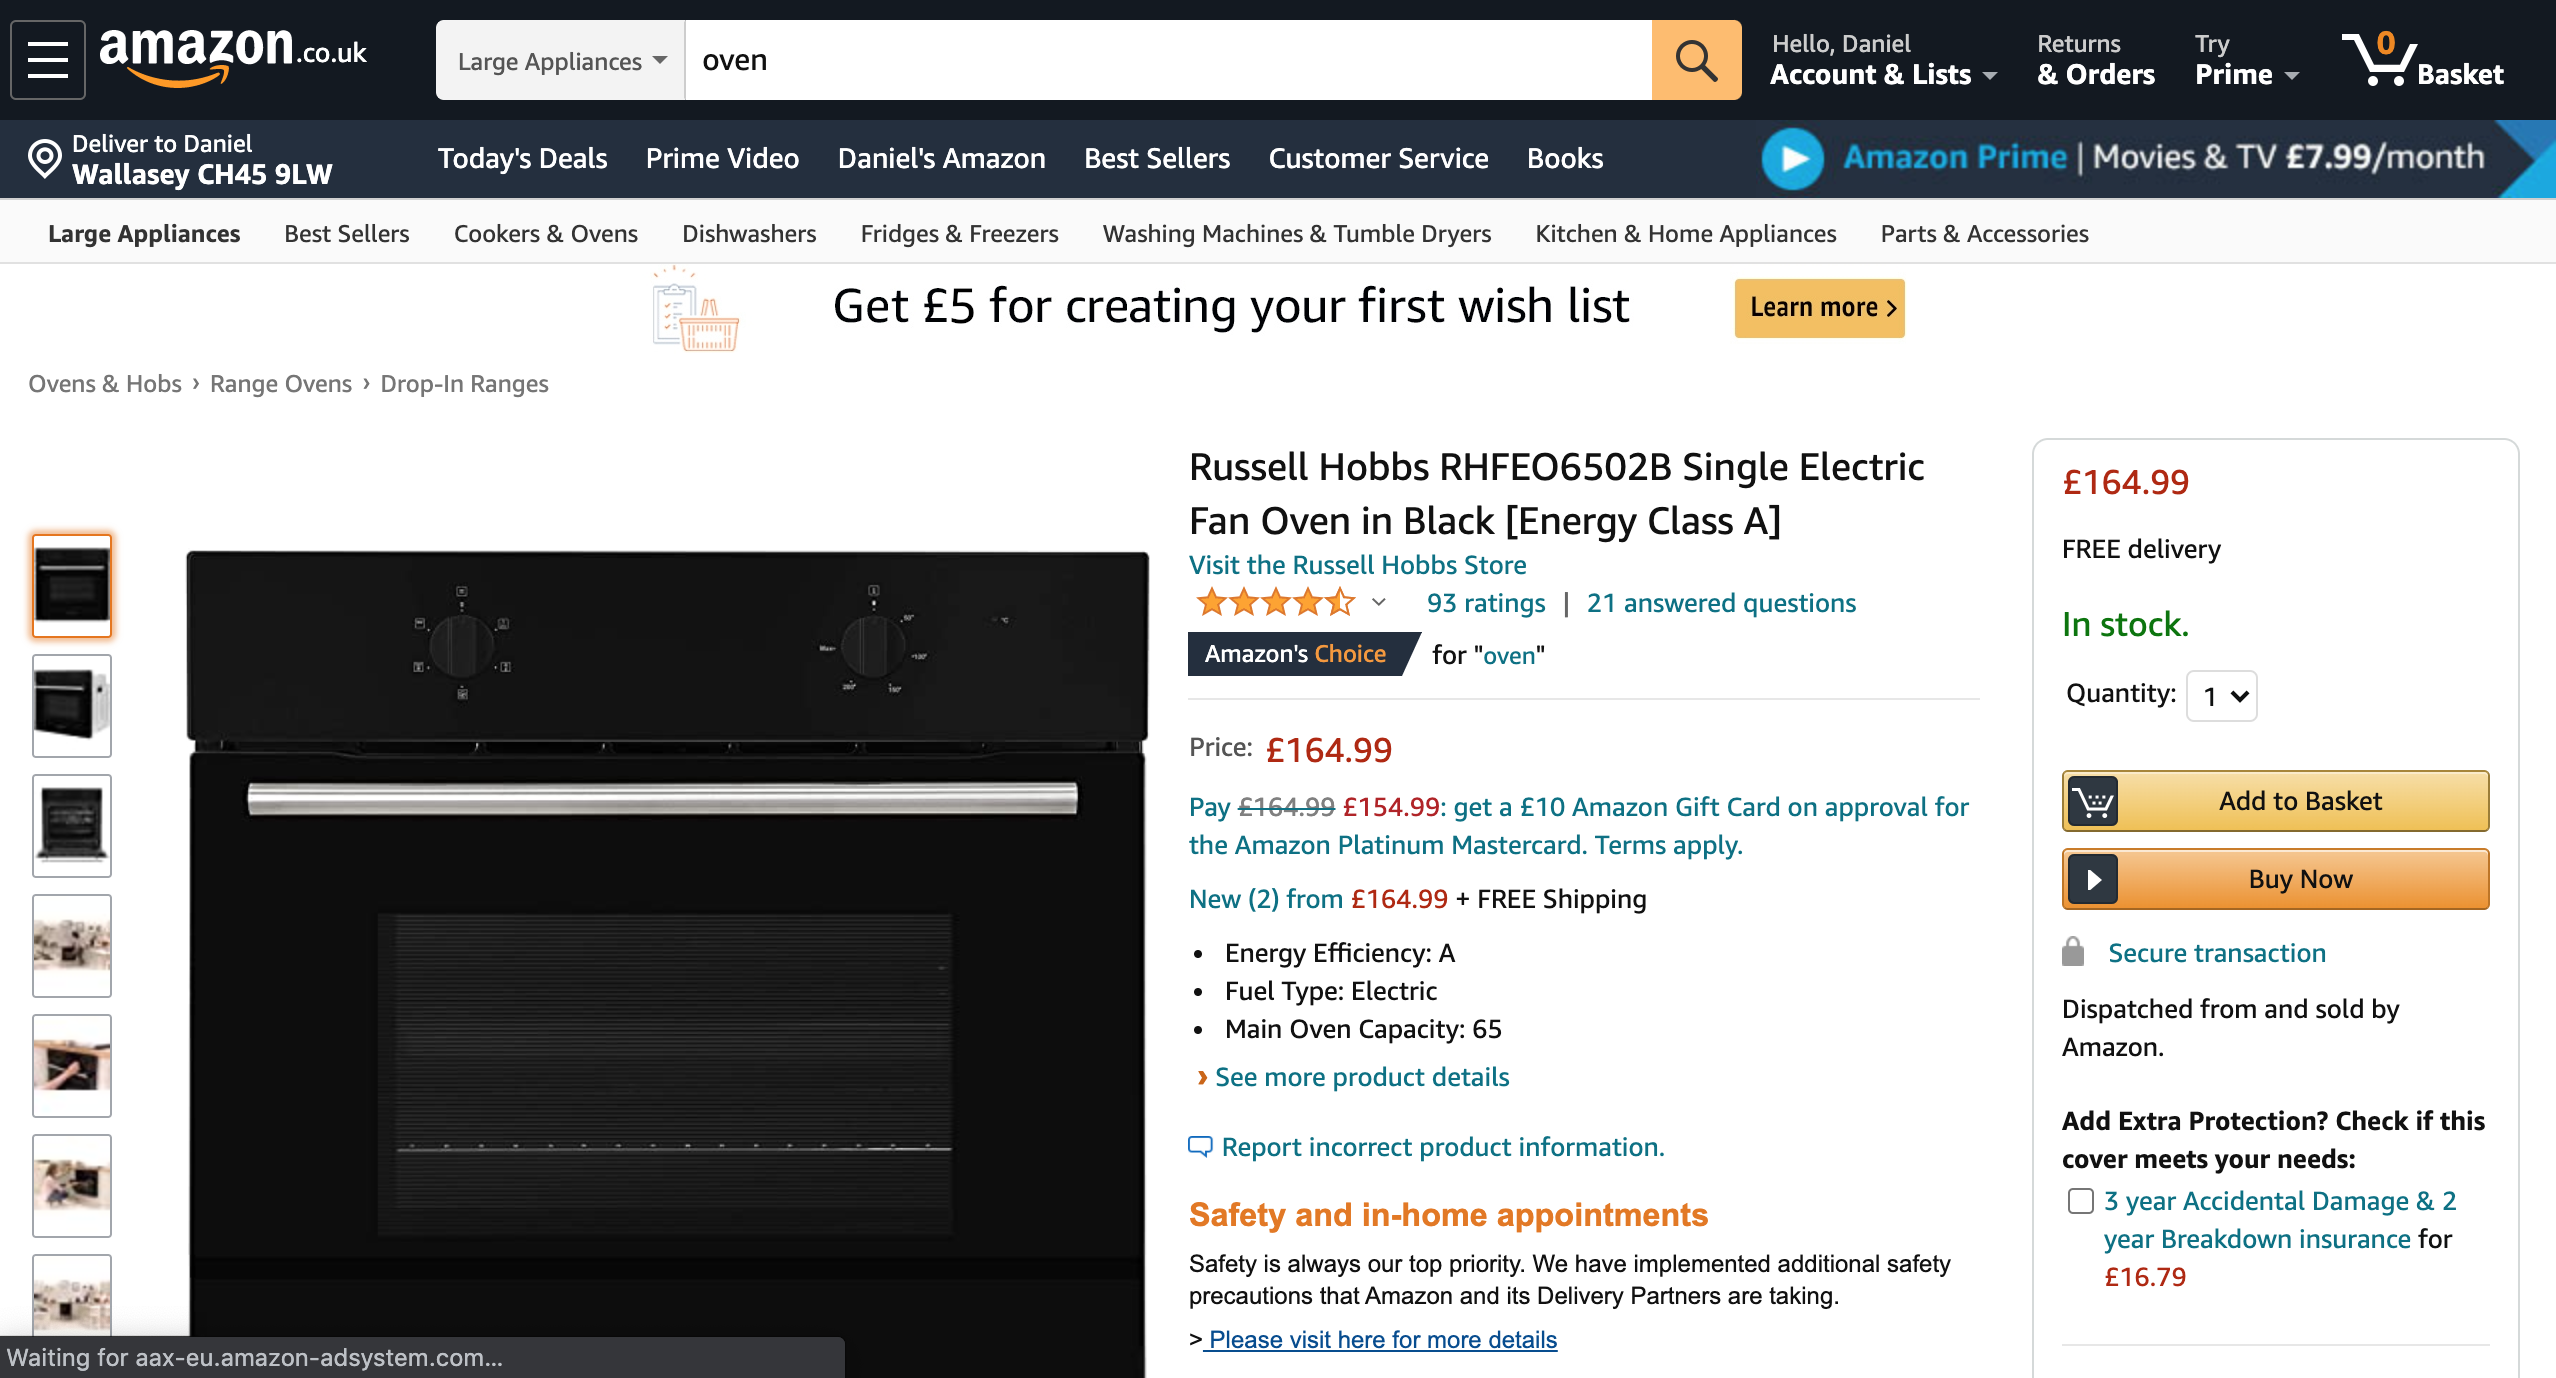 amazon.co.uk
Large Appliances
oven
Hello, Daniel
Account & Lists
Returns
& Orders
Try
Prime
0
Basket
Deliver to Daniel
Wallasey CH45 9LW
Today's Deals
Prime Video
Daniel's Amazon
Best Sellers
Customer Service
Books
Amazon Prime | Movies & TV £7.99/month
Large Appliances
Best Sellers
Cookers & Ovens
Dishwashers
Fridges & Freezers
Washing Machines & Tumble Dryers
Kitchen & Home Appliances
Parts & Accessories
Get £5 for creating your first wish list
Learn more ›
Ovens & Hobs › Range Ovens › Drop-In Ranges
Russell Hobbs RHFEO6502B Single Electric
Fan Oven in Black [Energy Class A]
Visit the Russell Hobbs Store
93 ratings | 21 answered questions
Amazon's Choice for "oven"
Price: £164.99
Pay £164.99 £154.99: get a £10 Amazon Gift Card on approval for
the Amazon Platinum Mastercard. Terms apply.
New (2) from £164.99 + FREE Shipping
• Energy Efficiency: A
• Fuel Type: Electric
• Main Oven Capacity: 65
› See more product details
Report incorrect product information.
Safety and in-home appointments
Safety is always our top priority. We have implemented additional safety
precautions that Amazon and its Delivery Partners are taking.
> Please visit here for more details
£164.99
FREE delivery
In stock.
Quantity: 1
Add to Basket
Buy Now
Secure transaction
Dispatched from and sold by
Amazon.
Add Extra Protection? Check if this
cover meets your needs:
3 year Accidental Damage & 2
year Breakdown insurance for
£16.79
Waiting for aax-eu.amazon-adsystem.com...